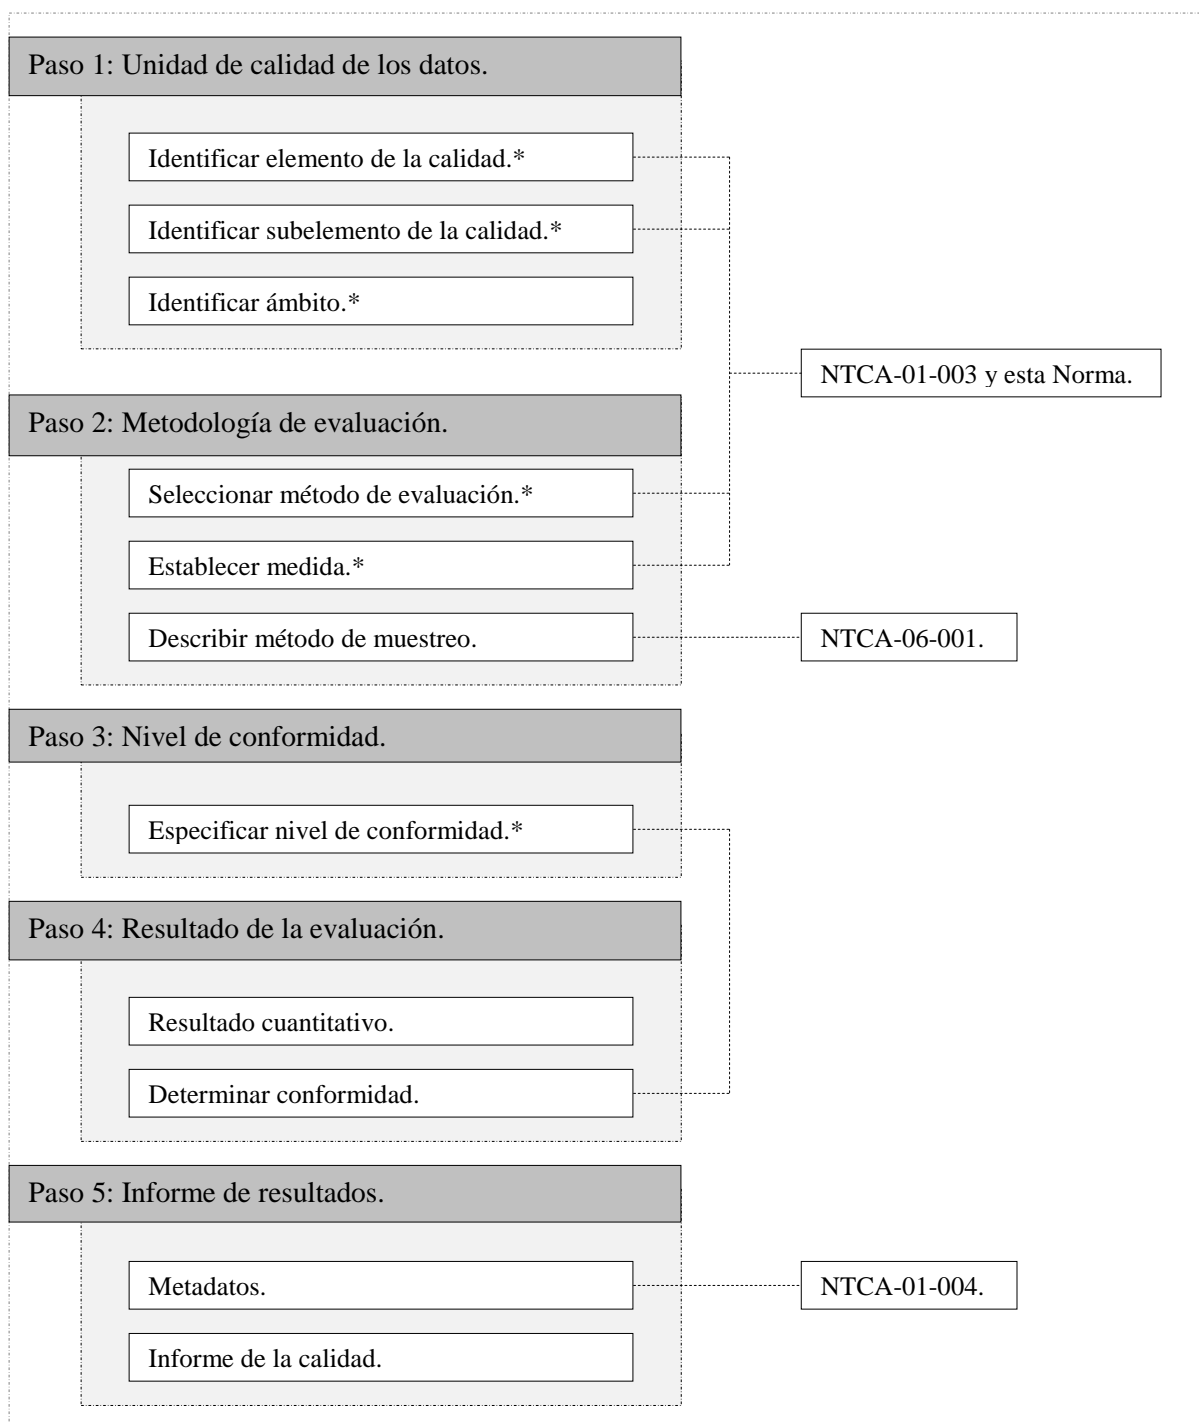 Paso 1: Unidad de calidad de los datos.
Identificar elemento de la calidad.*
Identificar subelemento de la calidad.*
Identificar ámbito.*
NTCA-01-003 y esta Norma.
Paso 2: Metodología de evaluación.
Seleccionar método de evaluación.*
Establecer medida.*
Describir método de muestreo.
NTCA-06-001.
Paso 3: Nivel de conformidad.
Especificar nivel de conformidad.*
Paso 4: Resultado de la evaluación.
Resultado cuantitativo.
Determinar conformidad.
Paso 5: Informe de resultados.
Metadatos.
NTCA-01-004.
Informe de la calidad.